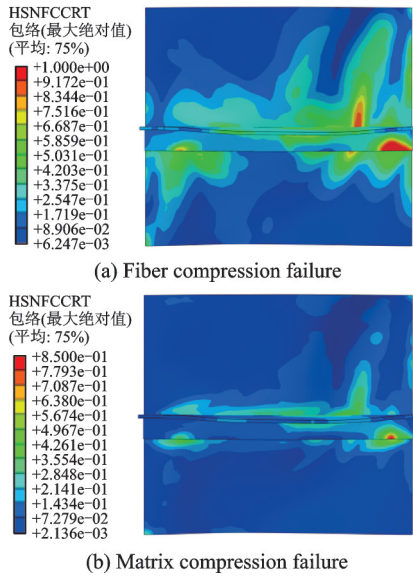 HSNFCCRT
包络(最大绝对值)
(平均: 75%)
+1.000e+00
+9.172e−01
+8.344e−01
+7.516e−01
+6.687e−01
+5.859e−01
+5.031e−01
+4.203e−01
+3.375e−01
+2.547e−01
+1.719e−01
+8.906e−02
+6.247e−03
(a) Fiber compression failure
HSNFCCRT
包络(最大绝对值)
(平均: 75%)
+8.500e−01
+7.793e−01
+7.087e−01
+6.380e−01
+5.674e−01
+4.967e−01
+4.261e−01
+3.554e−01
+2.848e−01
+2.141e−01
+1.434e−01
+7.279e−02
+2.136e−03
(b) Matrix compression failure